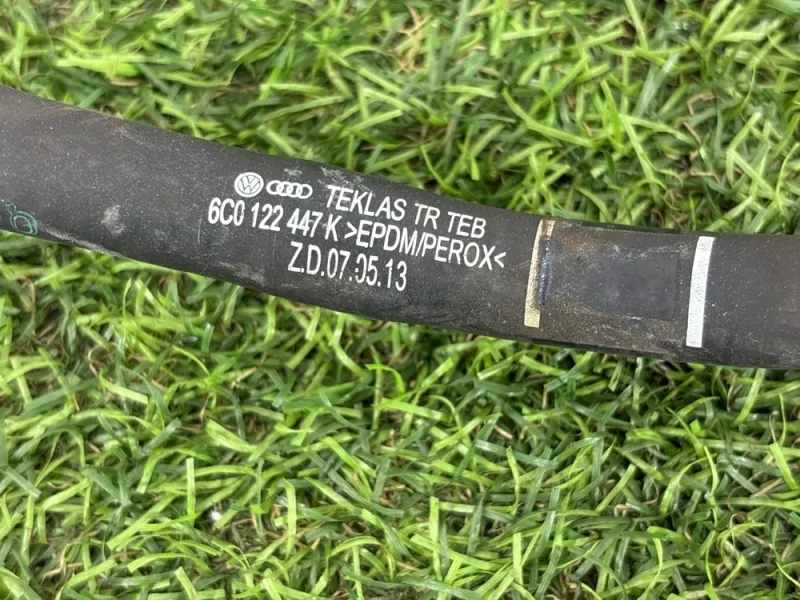 TEKLAS TR TEB
6C0 122 447 K >EPDM/PEROX<
Z.D.07.05.13